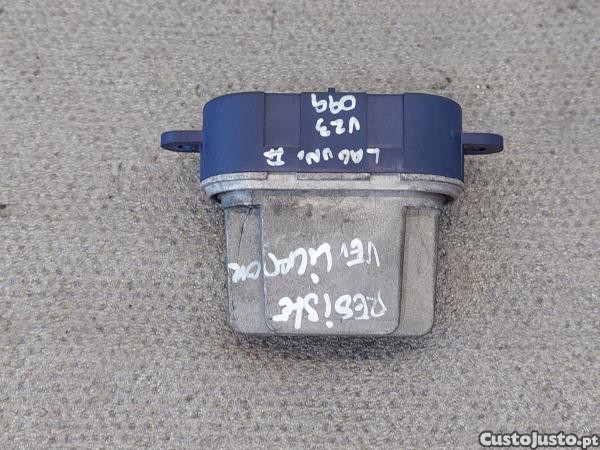 RESISTE
VENTILADOR
LAGUNA II
V23
099
CustoJusto.pt